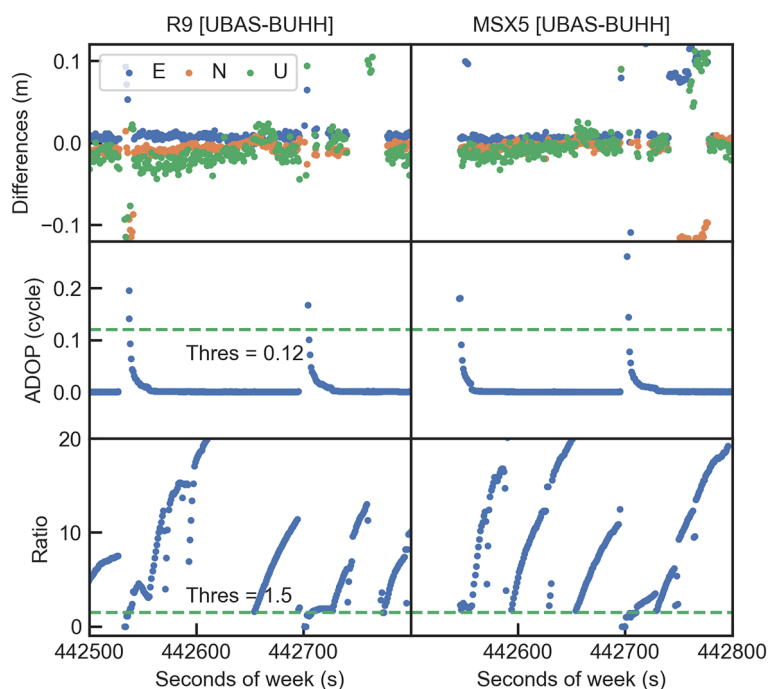 R9 [UBAS-BUHH] MSX5 [UBAS-BUHH]
Differences (m)
0.1
0.0
−0.1
E N U
ADOP (cycle)
0.2
0.1
0.0
Thres = 0.12
Ratio
20
10
0
Thres = 1.5
442500 442600 442700 442600 442700 442800
Seconds of week (s) Seconds of week (s)